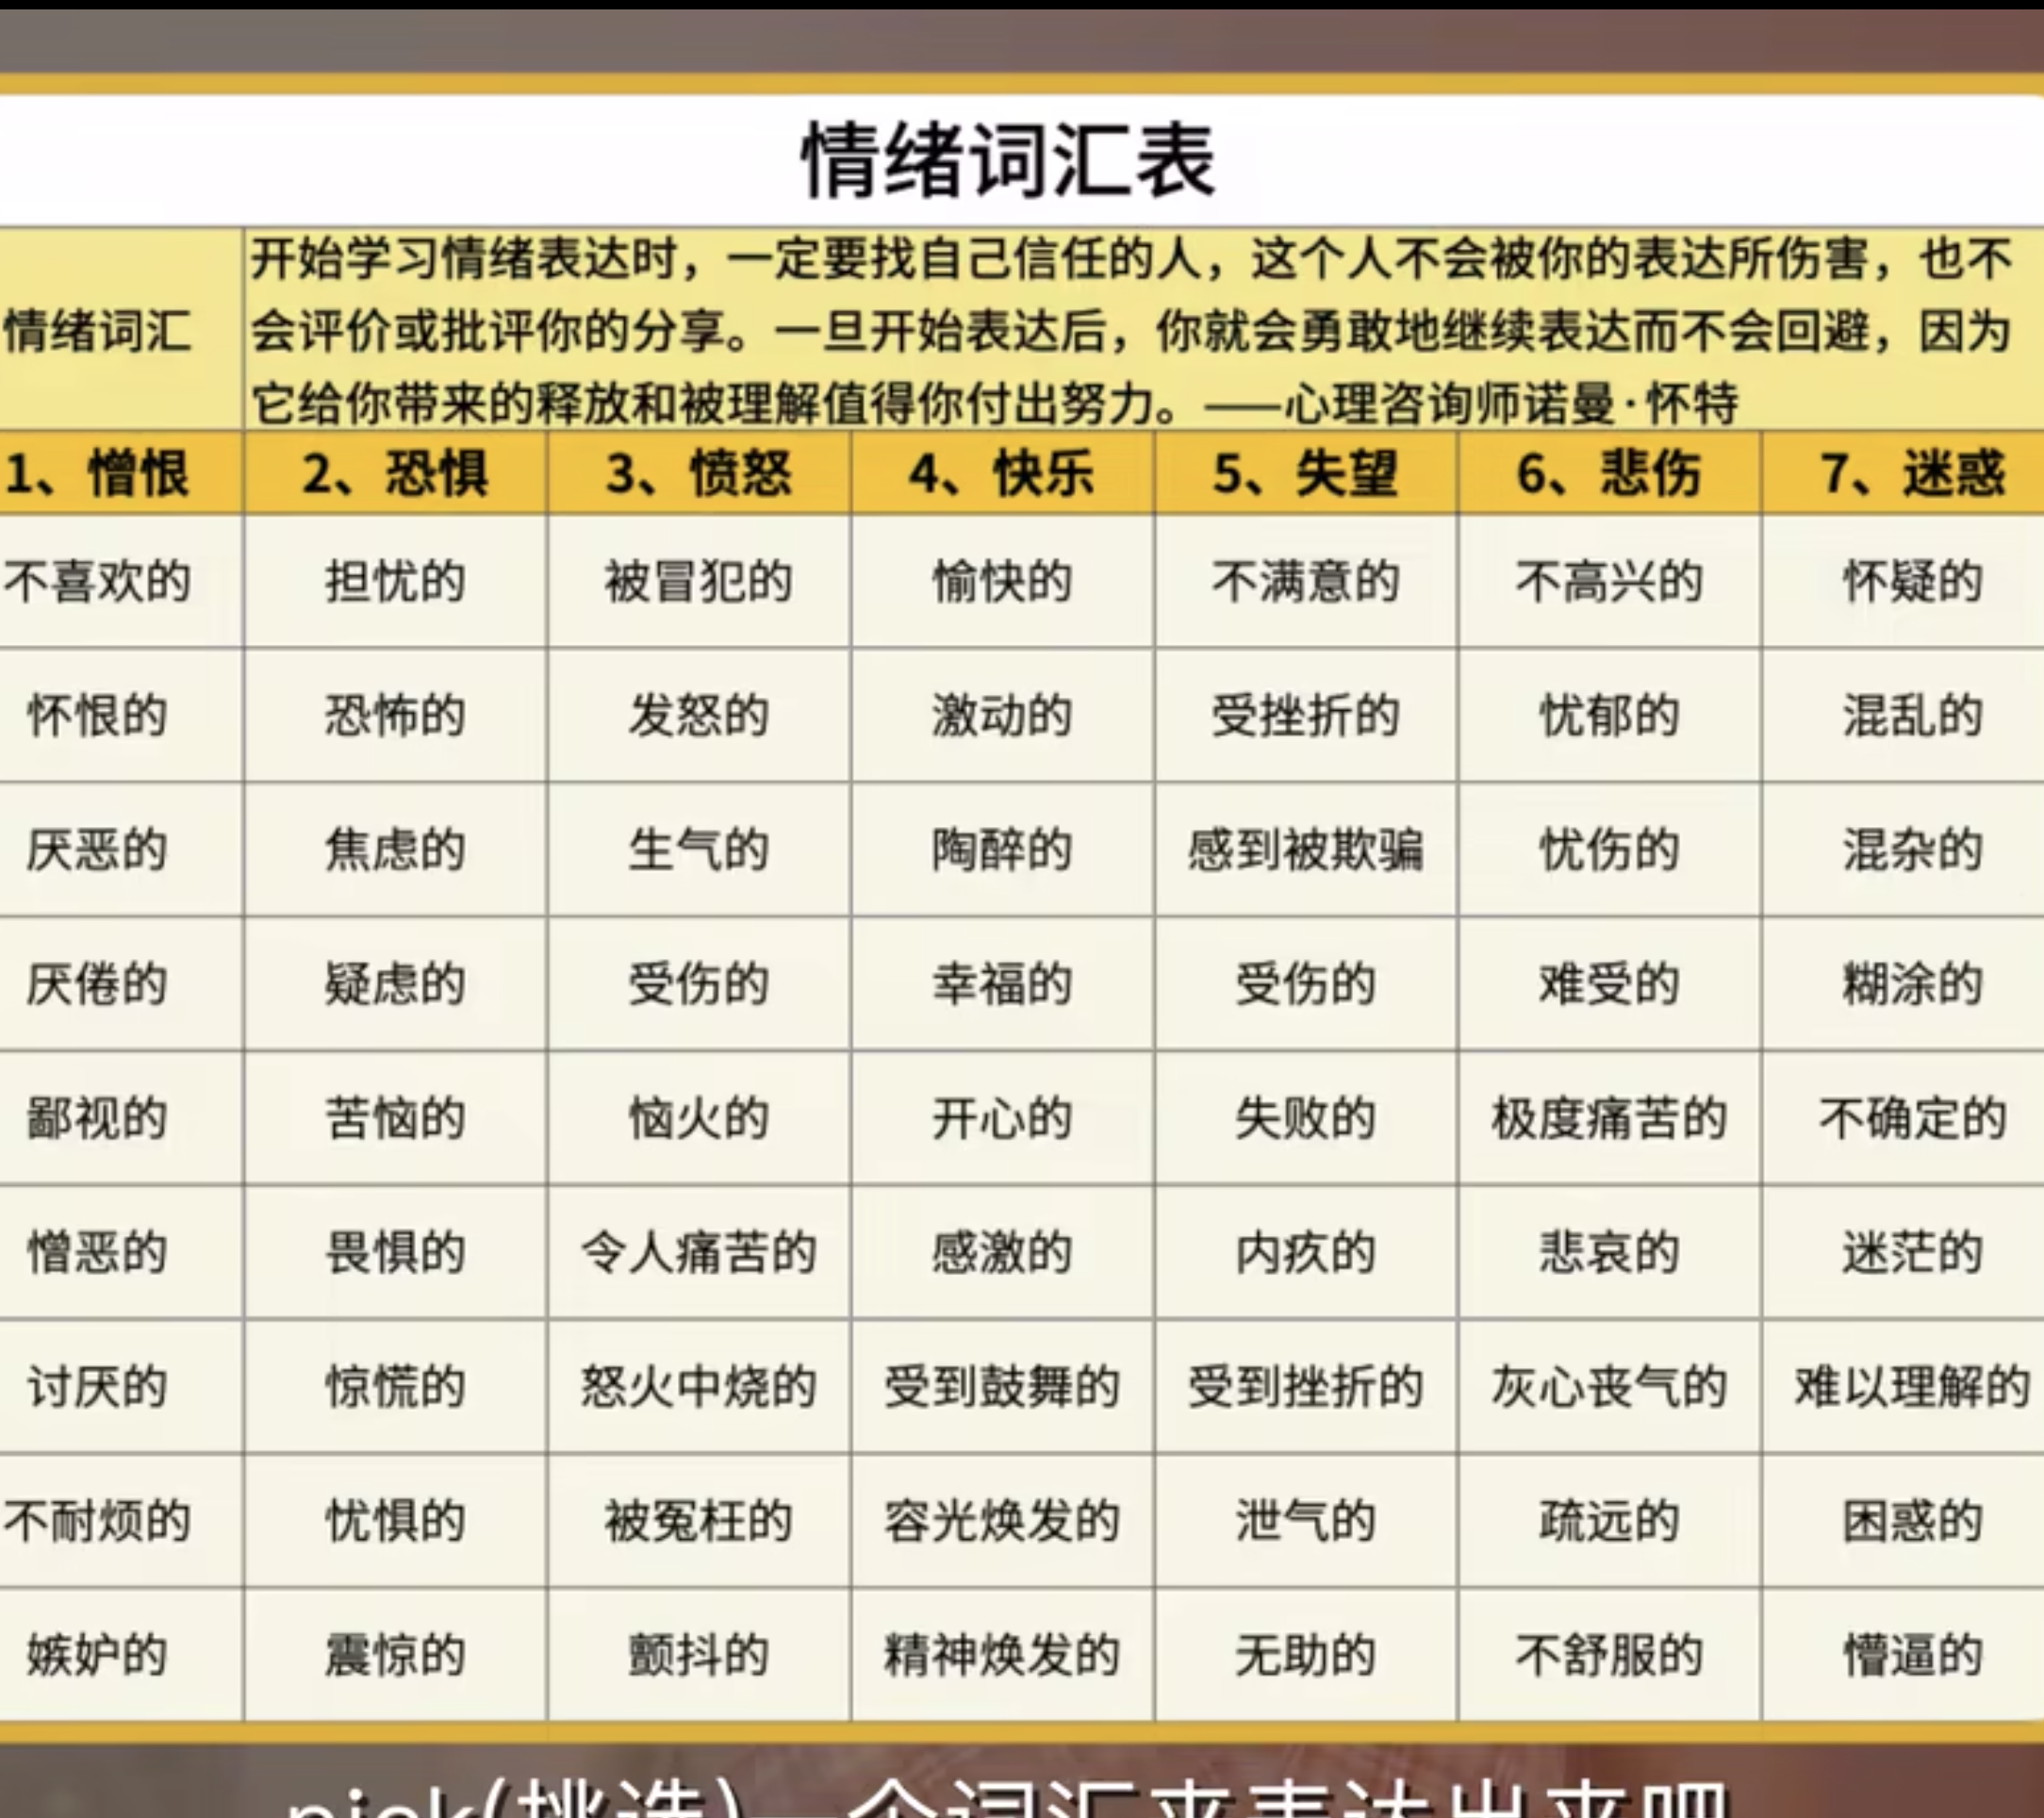 情绪词汇表
情绪词汇
开始学习情绪表达时，一定要找自己信任的人，这个人不会被你的表达所伤害，也不
会评价或批评你的分享。一旦开始表达后，你就会勇敢地继续表达而不会回避，因为
它给你带来的释放和被理解值得你付出努力。——心理咨询师诺曼·怀特
1、憎恨 2、恐惧 3、愤怒 4、快乐 5、失望 6、悲伤 7、迷惑
不喜欢的 担忧的 被冒犯的 愉快的 不满意的 不高兴的 怀疑的
怀恨的 恐怖的 发怒的 激动的 受挫折的 忧郁的 混乱的
厌恶的 焦虑的 生气的 陶醉的 感到被欺骗 忧伤的 混杂的
厌倦的 疑虑的 受伤的 幸福的 受伤的 难受的 糊涂的
鄙视的 苦恼的 恼火的 开心的 失败的 极度痛苦的 不确定的
憎恶的 畏惧的 令人痛苦的 感激的 内疚的 悲哀的 迷茫的
讨厌的 惊慌的 怒火中烧的 受到鼓舞的 受到挫折的 灰心丧气的 难以理解的
不耐烦的 忧惧的 被冤枉的 容光焕发的 泄气的 疏远的 困惑的
嫉妒的 震惊的 颤抖的 精神焕发的 无助的 不舒服的 懵逼的
pick(挑选)一个词汇来表达出来吧